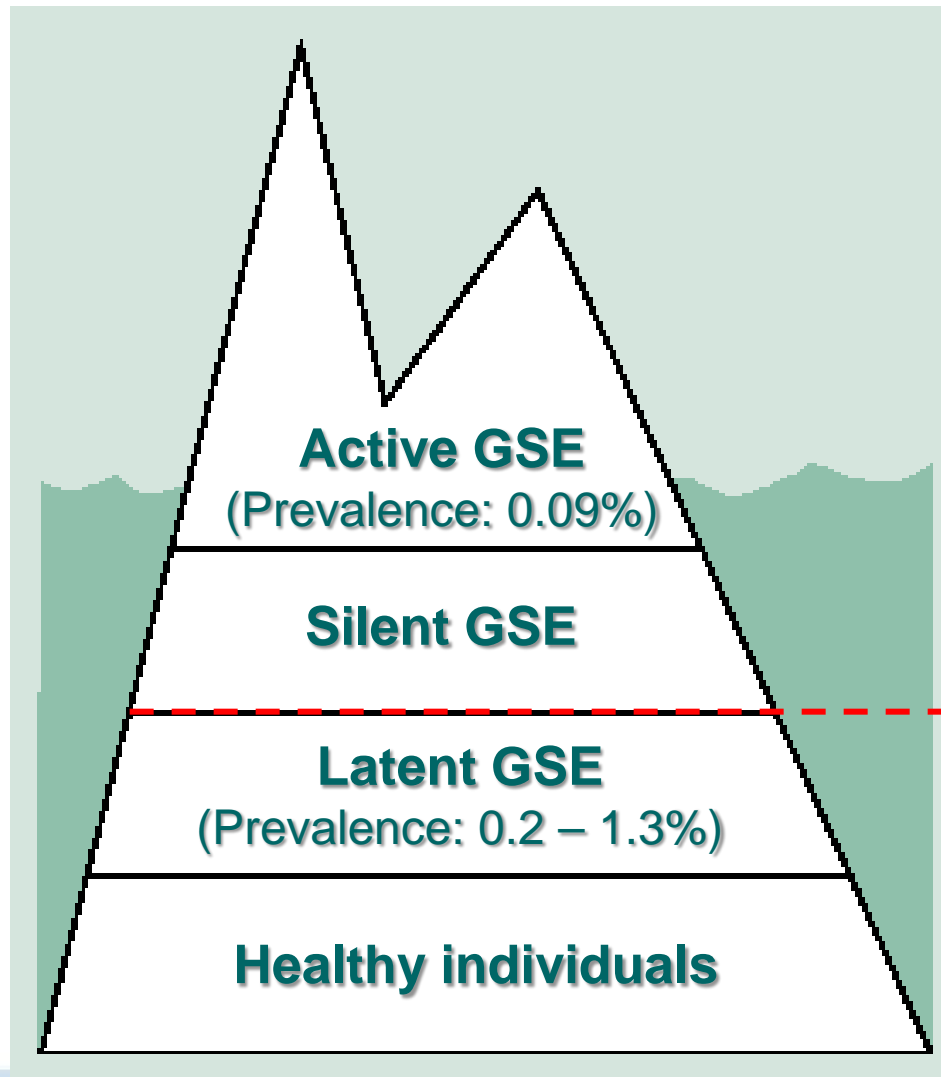 Active GSE
(Prevalence: 0.09%)
Silent GSE
Latent GSE
(Prevalence: 0.2 – 1.3%)
Healthy individuals